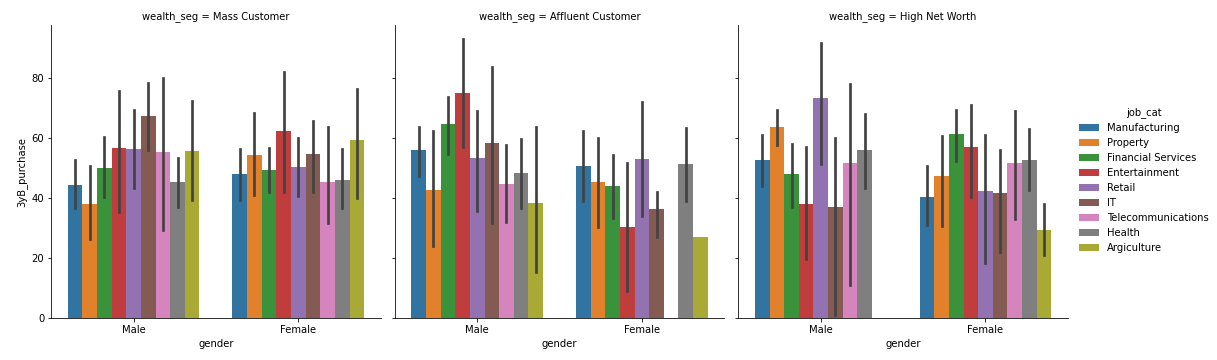 wealth_seg = Mass Customer
wealth_seg = Affluent Customer
wealth_seg = High Net Worth
3yB_purchase
80
60
40
20
0
Male
Female
Male
Female
Male
Female
gender
gender
gender
job_cat
Manufacturing
Property
Financial Services
Entertainment
Retail
IT
Telecommunications
Health
Argiculture